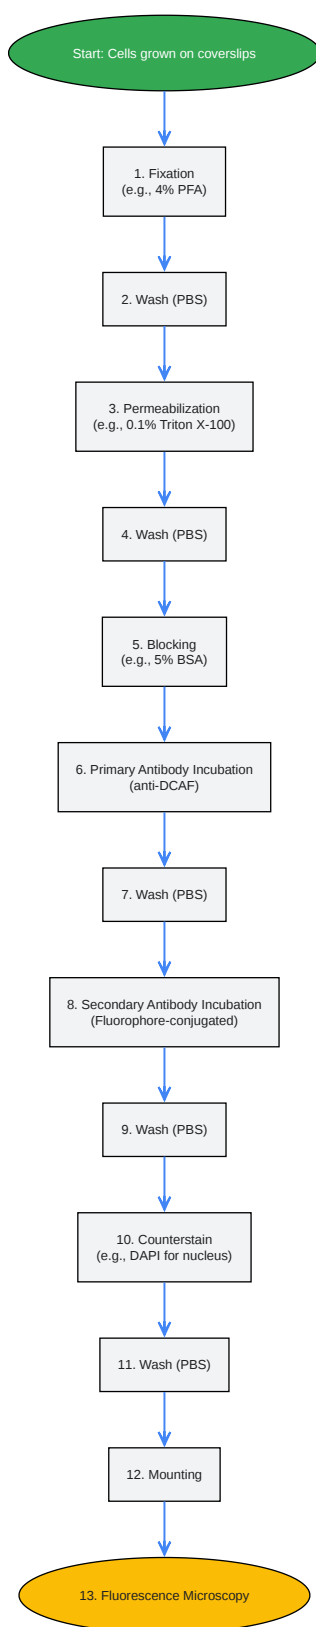 Start: Cells grown on coverslips
1. Fixation
(e.g., 4% PFA)
2. Wash (PBS)
3. Permeabilization
(e.g., 0.1% Triton X-100)
4. Wash (PBS)
5. Blocking
(e.g., 5% BSA)
6. Primary Antibody Incubation
(anti-DCAF)
7. Wash (PBS)
8. Secondary Antibody Incubation
(Fluorophore-conjugated)
9. Wash (PBS)
10. Counterstain
(e.g., DAPI for nucleus)
11. Wash (PBS)
12. Mounting
13. Fluorescence Microscopy